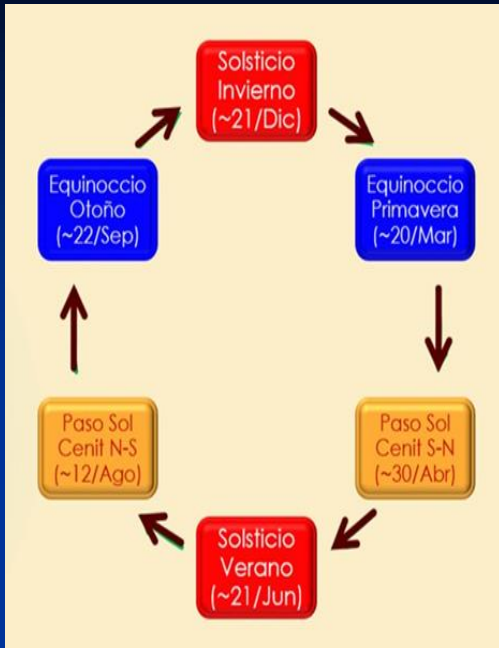 Solsticio
Invierno
(~21/Dic)
Equinoccio
Primavera
(~20/Mar)
Paso Sol
Cenit S-N
(~30/Abr)
Solsticio
Verano
(~21/Jun)
Paso Sol
Cenit N-S
(~12/Ago)
Equinoccio
Otoño
(~22/Sep)